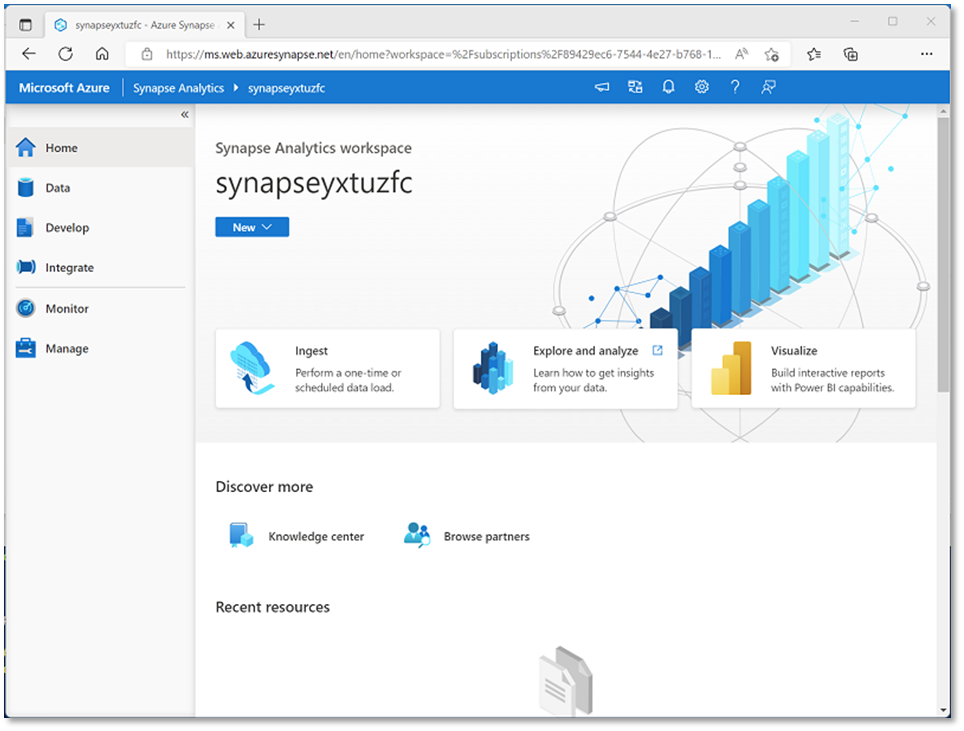 synapseyxtuzfc - Azure Synapse
https://ms.web.azuresynapse.net/en/home?workspace=%2Fsubscriptions%2F89429ec6-7544-4e27-b768-1...
Microsoft Azure
Synapse Analytics
synapseyxtuzfc
«
Home
Data
Develop
Integrate
Monitor
Manage
Synapse Analytics workspace
synapseyxtuzfc
New
Ingest
Perform a one-time or
scheduled data load.
Explore and analyze
Learn how to get insights
from your data.
Visualize
Build interactive reports
with Power BI capabilities.
Discover more
Knowledge center
Browse partners
Recent resources